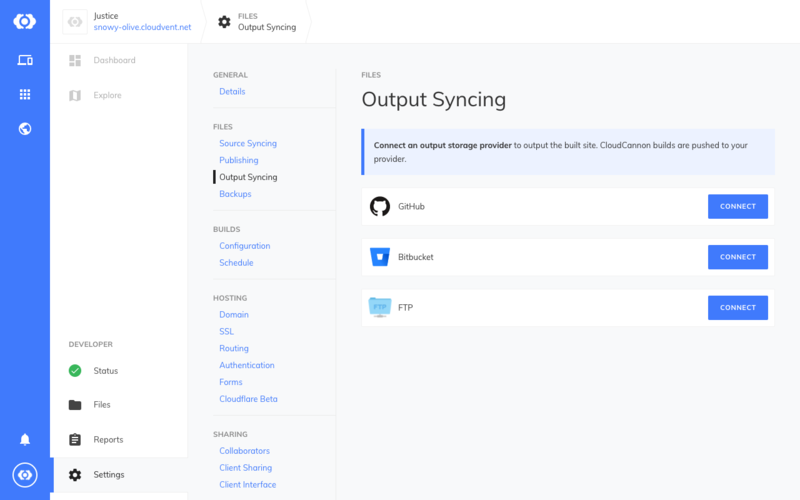 Justice
snowy-olive.cloudvent.net
FILES
Output Syncing
Dashboard
Explore
DEVELOPER
Status
Files
Reports
Settings
GENERAL
Details
FILES
Source Syncing
Publishing
Output Syncing
Backups
BUILDS
Configuration
Schedule
HOSTING
Domain
SSL
Routing
Authentication
Forms
Cloudflare Beta
SHARING
Collaborators
Client Sharing
Client Interface
FILES
Output Syncing
Connect an output storage provider to output the built site. CloudCannon builds are pushed to your
provider.
GitHub
CONNECT
Bitbucket
CONNECT
FTP
FTP
CONNECT